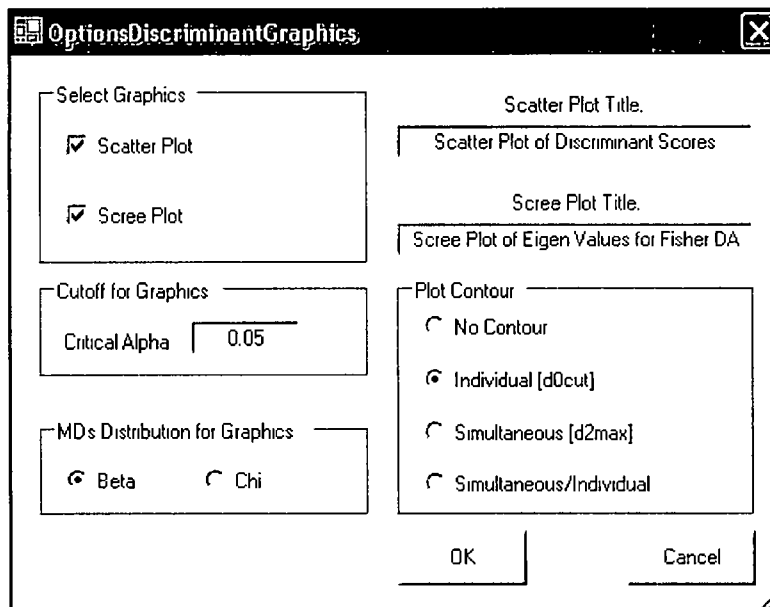 OptionsDiscriminantGraphics
Select Graphics
Scatter Plot
Scree Plot
Scatter Plot Title.
Scatter Plot of Discriminant Scores
Scree Plot Title.
Scree Plot of Eigen Values for Fisher DA
Cutoff for Graphics
Critical Alpha 0.05
MDs Distribution for Graphics
Beta Chi
Plot Contour
No Contour
Individual [d0cut]
Simultaneous [d2max]
Simultaneous/Individual
OK Cancel